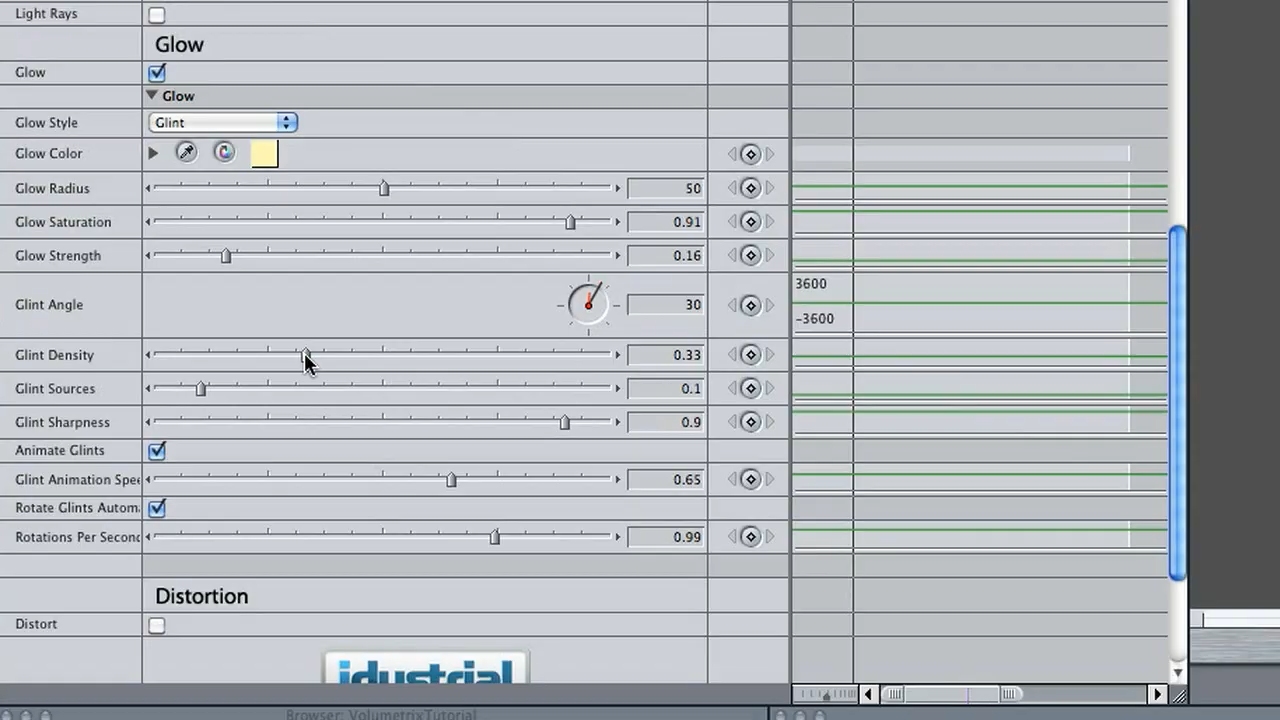 Light Rays
Glow
Glow
Glow
Glow Style Glint
Glow Color
Glow Radius 50
Glow Saturation 0.91
Glow Strength 0.16
3600
Glint Angle 30
-3600
Glint Density 0.33
Glint Sources 0.1
Glint Sharpness 0.9
Animate Glints
Glint Animation Spee 0.65
Rotate Glints Autom
Rotations Per Second 0.99
Distortion
Distort
idustrial
Browser: VolumetrixTutorial